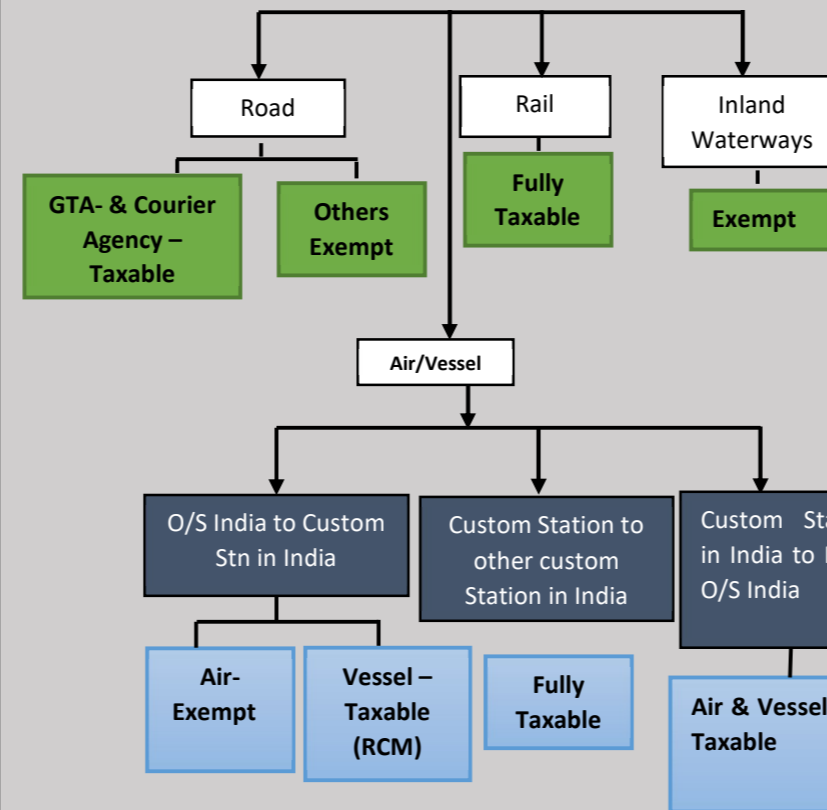 Road
Rail
Inland
Waterways
GTA- & Courier
Agency –
Taxable
Others
Exempt
Fully
Taxable
Exempt
Air/Vessel
O/S India to Custom
Stn in India
Custom Station to
other custom
Station in India
Custom
in India to
O/S India
Air-
Exempt
Vessel –
Taxable
(RCM)
Fully
Taxable
Air & Vessel
Taxable